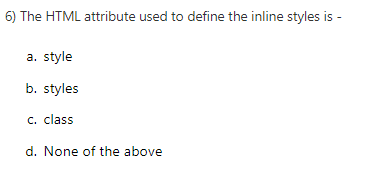 6) The HTML attribute used to define the inline styles is -
a. style
b. styles
c. class
d. None of the above